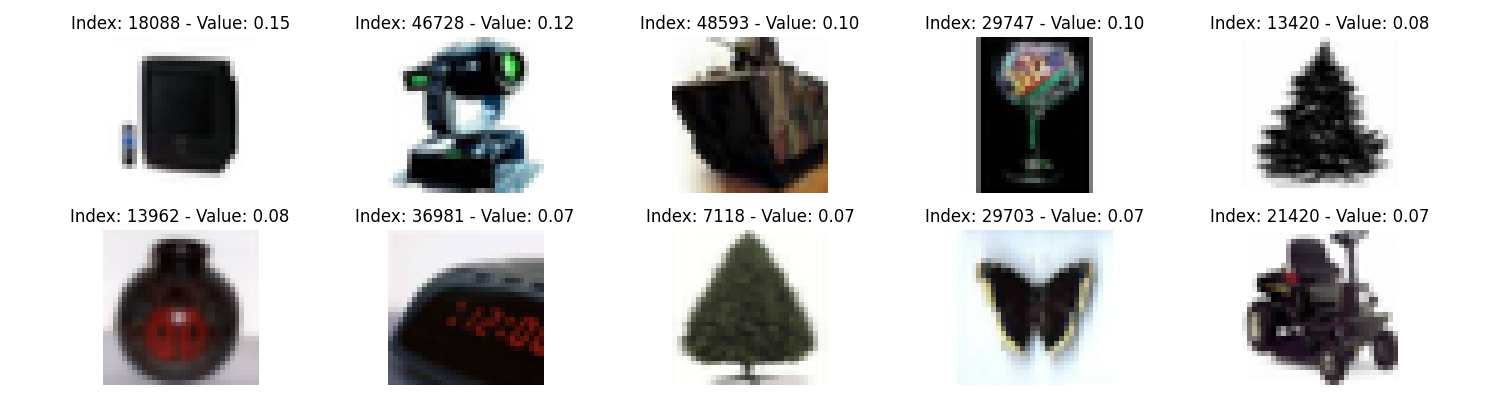 Index: 18088 - Value: 0.15
Index: 46728 - Value: 0.12
Index: 48593 - Value: 0.10
Index: 29747 - Value: 0.10
Index: 13420 - Value: 0.08
Index: 13962 - Value: 0.08
Index: 36981 - Value: 0.07
Index: 7118 - Value: 0.07
Index: 29703 - Value: 0.07
Index: 21420 - Value: 0.07